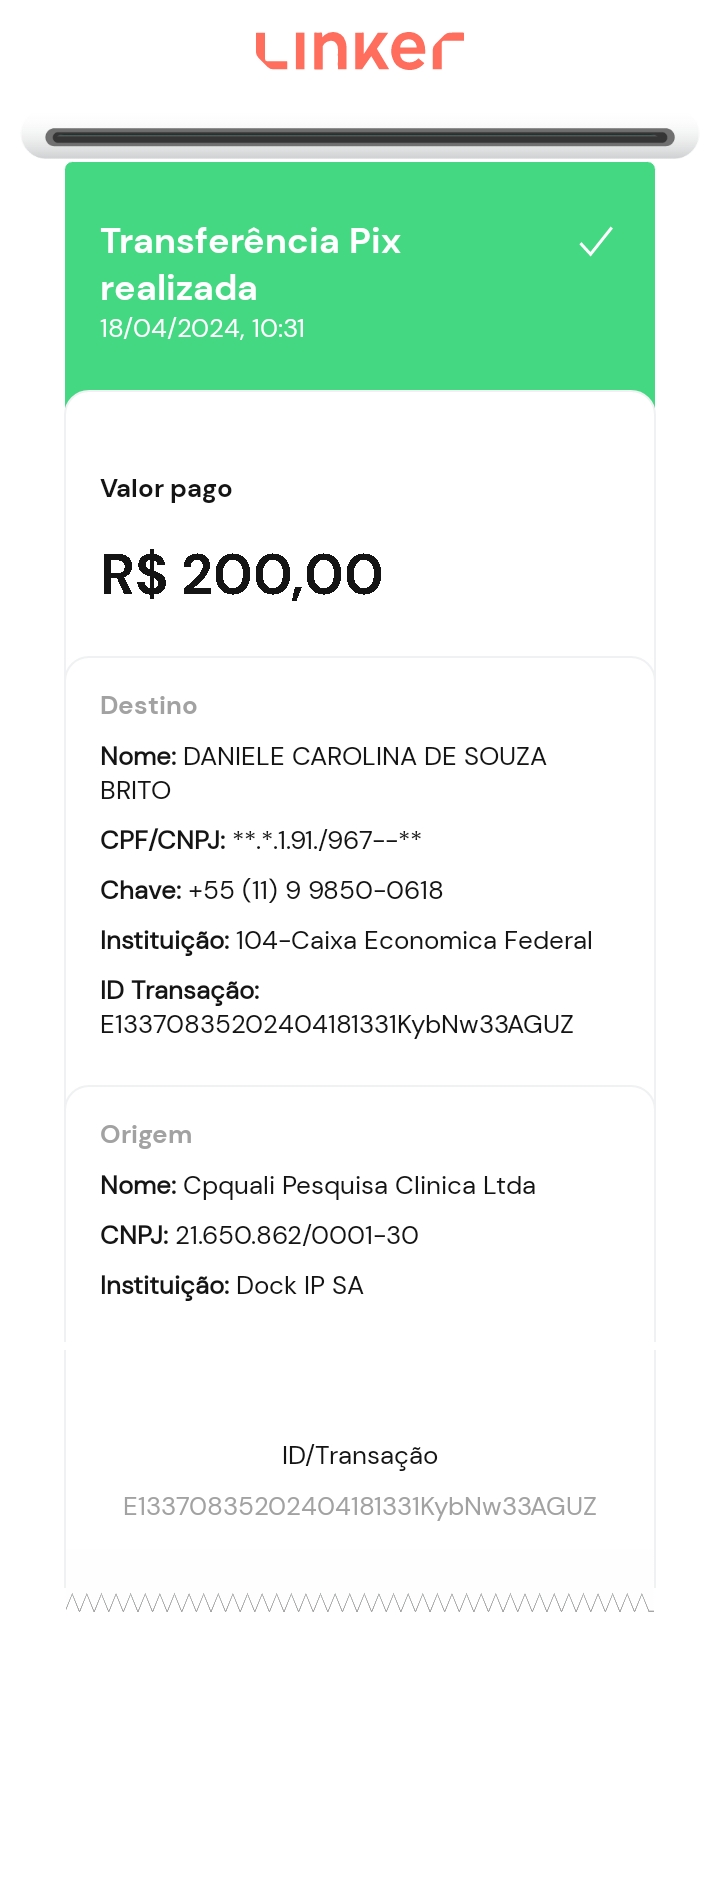 Linker
Transferência Pix
realizada
18/04/2024, 10:31
Valor pago
R$ 200,00
Destino
Nome: DANIELE CAROLINA DE SOUZA
BRITO
CPF/CNPJ: **.*.1.91./967--**
Chave: +55 (11) 9 9850-0618
Instituição: 104-Caixa Economica Federal
ID Transação:
E13370835202404181331KybNw33AGUZ
Origem
Nome: Cpquali Pesquisa Clinica Ltda
CNPJ: 21.650.862/0001-30
Instituição: Dock IP SA
ID/Transação
E13370835202404181331KybNw33AGUZ